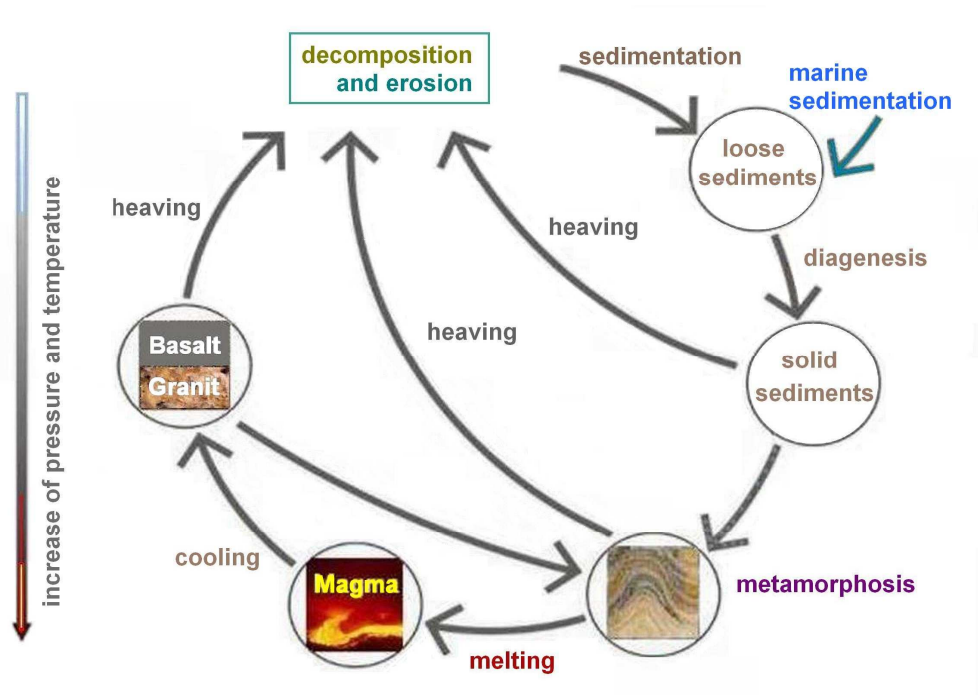 decomposition
and erosion
sedimentation
marine
sedimentation
loose
sediments
diagenesis
heaving
heaving
heaving
solid
sediments
Basalt
Granit
increase of pressure and temperature
cooling
Magma
metamorphosis
melting